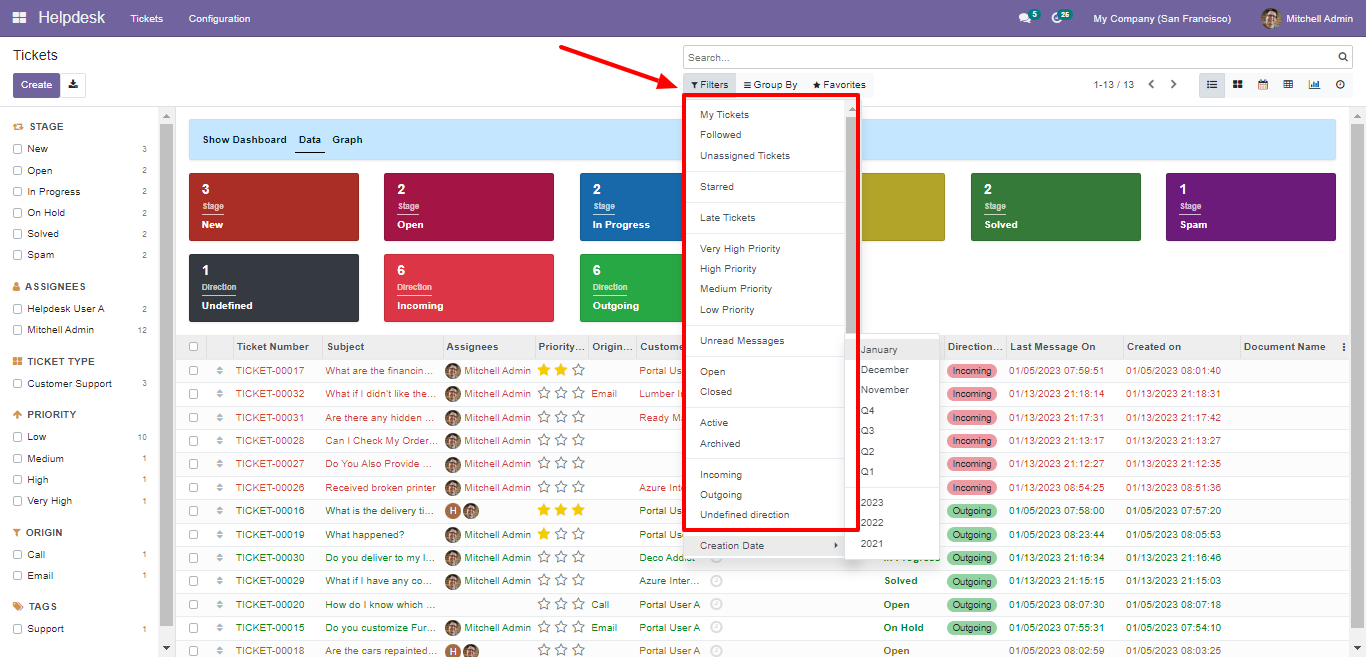 Helpdesk Tickets Configuration 5 26 My Company (San Francisco) Mitchell Admin
Tickets
Search...
Create
Filters Group By Favorites 1-13 / 13
STAGE
New 3
Open 2
In Progress 2
On Hold 2
Solved 2
Spam 2
ASSIGNEES
Helpdesk User A 2
Mitchell Admin 12
TICKET TYPE
Customer Support 3
PRIORITY
Low 10
Medium 1
High 1
Very High 1
ORIGIN
Call 1
Email 1
TAGS
Support 1
Show Dashboard Data Graph
3
Stage
New
2
Stage
Open
2
Stage
In Progress
2
Stage
Solved
1
Stage
Spam
1
Direction
Undefined
6
Direction
Incoming
6
Direction
Outgoing
My Tickets
Followed
Unassigned Tickets
Starred
Late Tickets
Very High Priority
High Priority
Medium Priority
Low Priority
Unread Messages
Open
Closed
Active
Archived
Incoming
Outgoing
Undefined direction
Creation Date
January
December
November
Q4
Q3
Q2
Q1
2023
2022
2021
Ticket Number Subject Assignees Priority... Origin... Custome Direction... Last Message On Created on Document Name
TICKET-00017 What are the financin... Mitchell Admin Portal Us Incoming 01/05/2023 07:59:51 01/05/2023 08:01:40
TICKET-00032 What if I didn't like the... Mitchell Admin Email Lumber I Incoming 01/13/2023 21:18:14 01/13/2023 21:18:31
TICKET-00031 Are there any hidden ... Mitchell Admin Ready M Incoming 01/13/2023 21:17:31 01/13/2023 21:17:42
TICKET-00028 Can I Check My Order... Mitchell Admin Incoming 01/13/2023 21:13:17 01/13/2023 21:13:27
TICKET-00027 Do You Also Provide ... Mitchell Admin Incoming 01/13/2023 21:12:27 01/13/2023 21:12:35
TICKET-00026 Received broken printer Mitchell Admin Azure Inte Incoming 01/13/2023 08:54:25 01/13/2023 08:51:36
TICKET-00016 What is the delivery ti... H Portal Us Outgoing 01/05/2023 07:58:00 01/05/2023 07:57:20
TICKET-00019 What happened? Mitchell Admin Portal Us Outgoing 01/05/2023 08:23:44 01/05/2023 08:05:53
TICKET-00030 Do you deliver to my l... Mitchell Admin Deco Addict In Progress Outgoing 01/13/2023 21:16:34 01/13/2023 21:16:46
TICKET-00029 What if I have any co... Mitchell Admin Azure Inter... Solved Outgoing 01/13/2023 21:15:15 01/13/2023 21:15:03
TICKET-00020 How do I know which ... Call Portal User A Open Outgoing 01/05/2023 08:07:30 01/05/2023 08:07:18
TICKET-00015 Do you customize Fur... Mitchell Admin Email Portal User A On Hold Outgoing 01/05/2023 07:55:31 01/05/2023 07:54:10
TICKET-00018 Are the cars repainted... H Portal User A Open 01/05/2023 08:02:59 01/05/2023 08:03:25